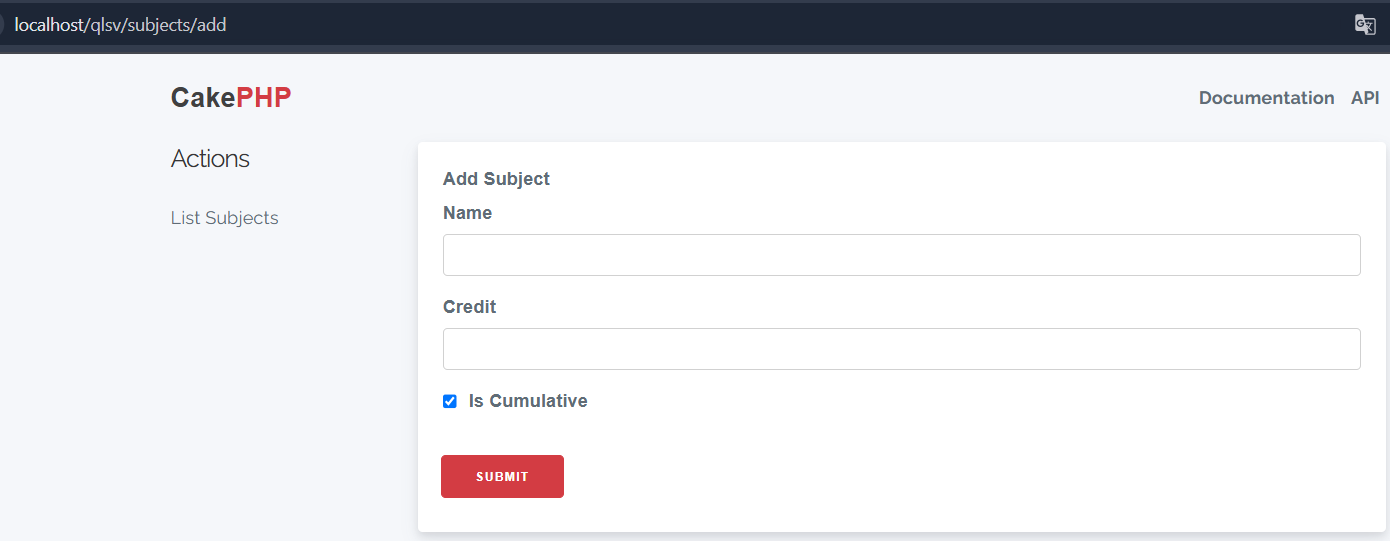 localhost/qlsv/subjects/add
CakePHP
Documentation API
Actions
List Subjects
Add Subject
Name
Credit
Is Cumulative
SUBMIT